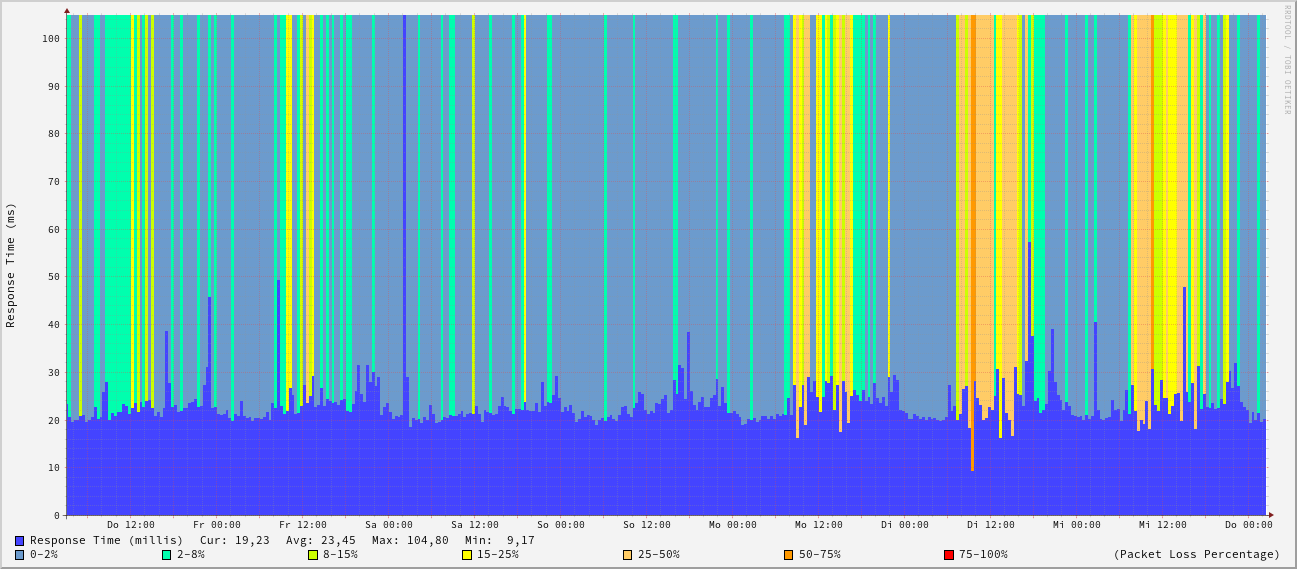 RRDTOOL / TOBI OETIKER
Response Time (ms)
100
90
80
70
60
50
40
30
20
10
0
Do 12:00 Fr 00:00 Fr 12:00 Sa 00:00 Sa 12:00 So 00:00 So 12:00 Mo 00:00 Mo 12:00 Di 00:00 Di 12:00 Mi 00:00 Mi 12:00 Do 00:00
Response Time (millis) Cur: 19,23 Avg: 23,45 Max: 104,80 Min: 9,17
0-2% 2-8% 8-15% 15-25% 25-50% 50-75% 75-100% (Packet Loss Percentage)